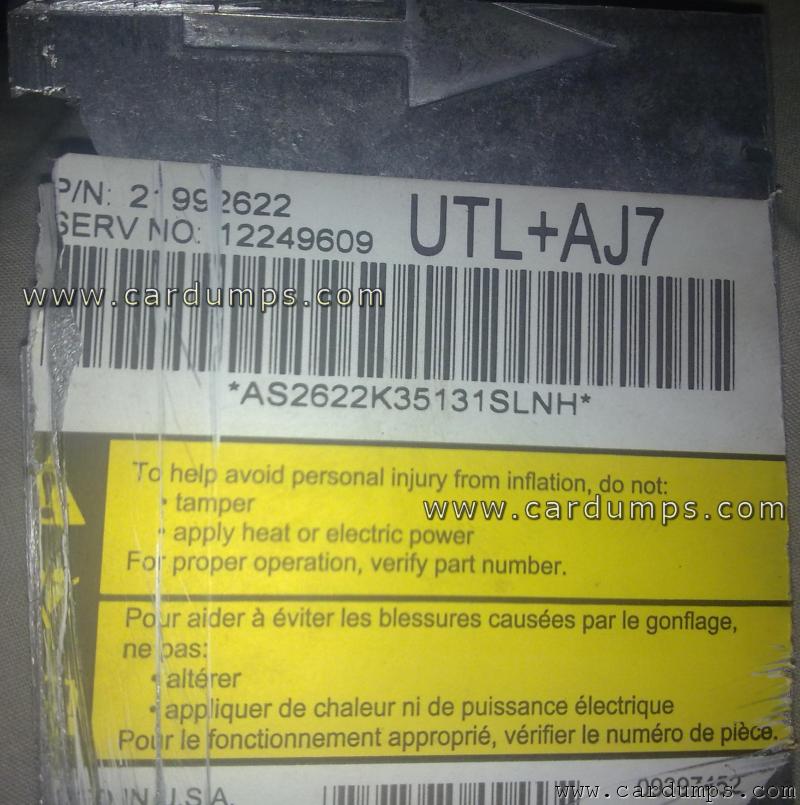 P/N: 21992622
SERV NO: 12249609
UTL+AJ7
www.cardumps.com
*AS2622K35131SLNH*
To help avoid personal injury from inflation, do not:
• tamper
www.cardumps.com
• apply heat or electric power
For proper operation, verify part number.
Pour aider à éviter les blessures causées par le gonflage,
ne pas:
• altérer
• appliquer de chaleur ni de puissance électrique
Pour le fonctionnement approprié, vérifier le numéro de pièce.
IN U.S.A.
www.cardumps.com